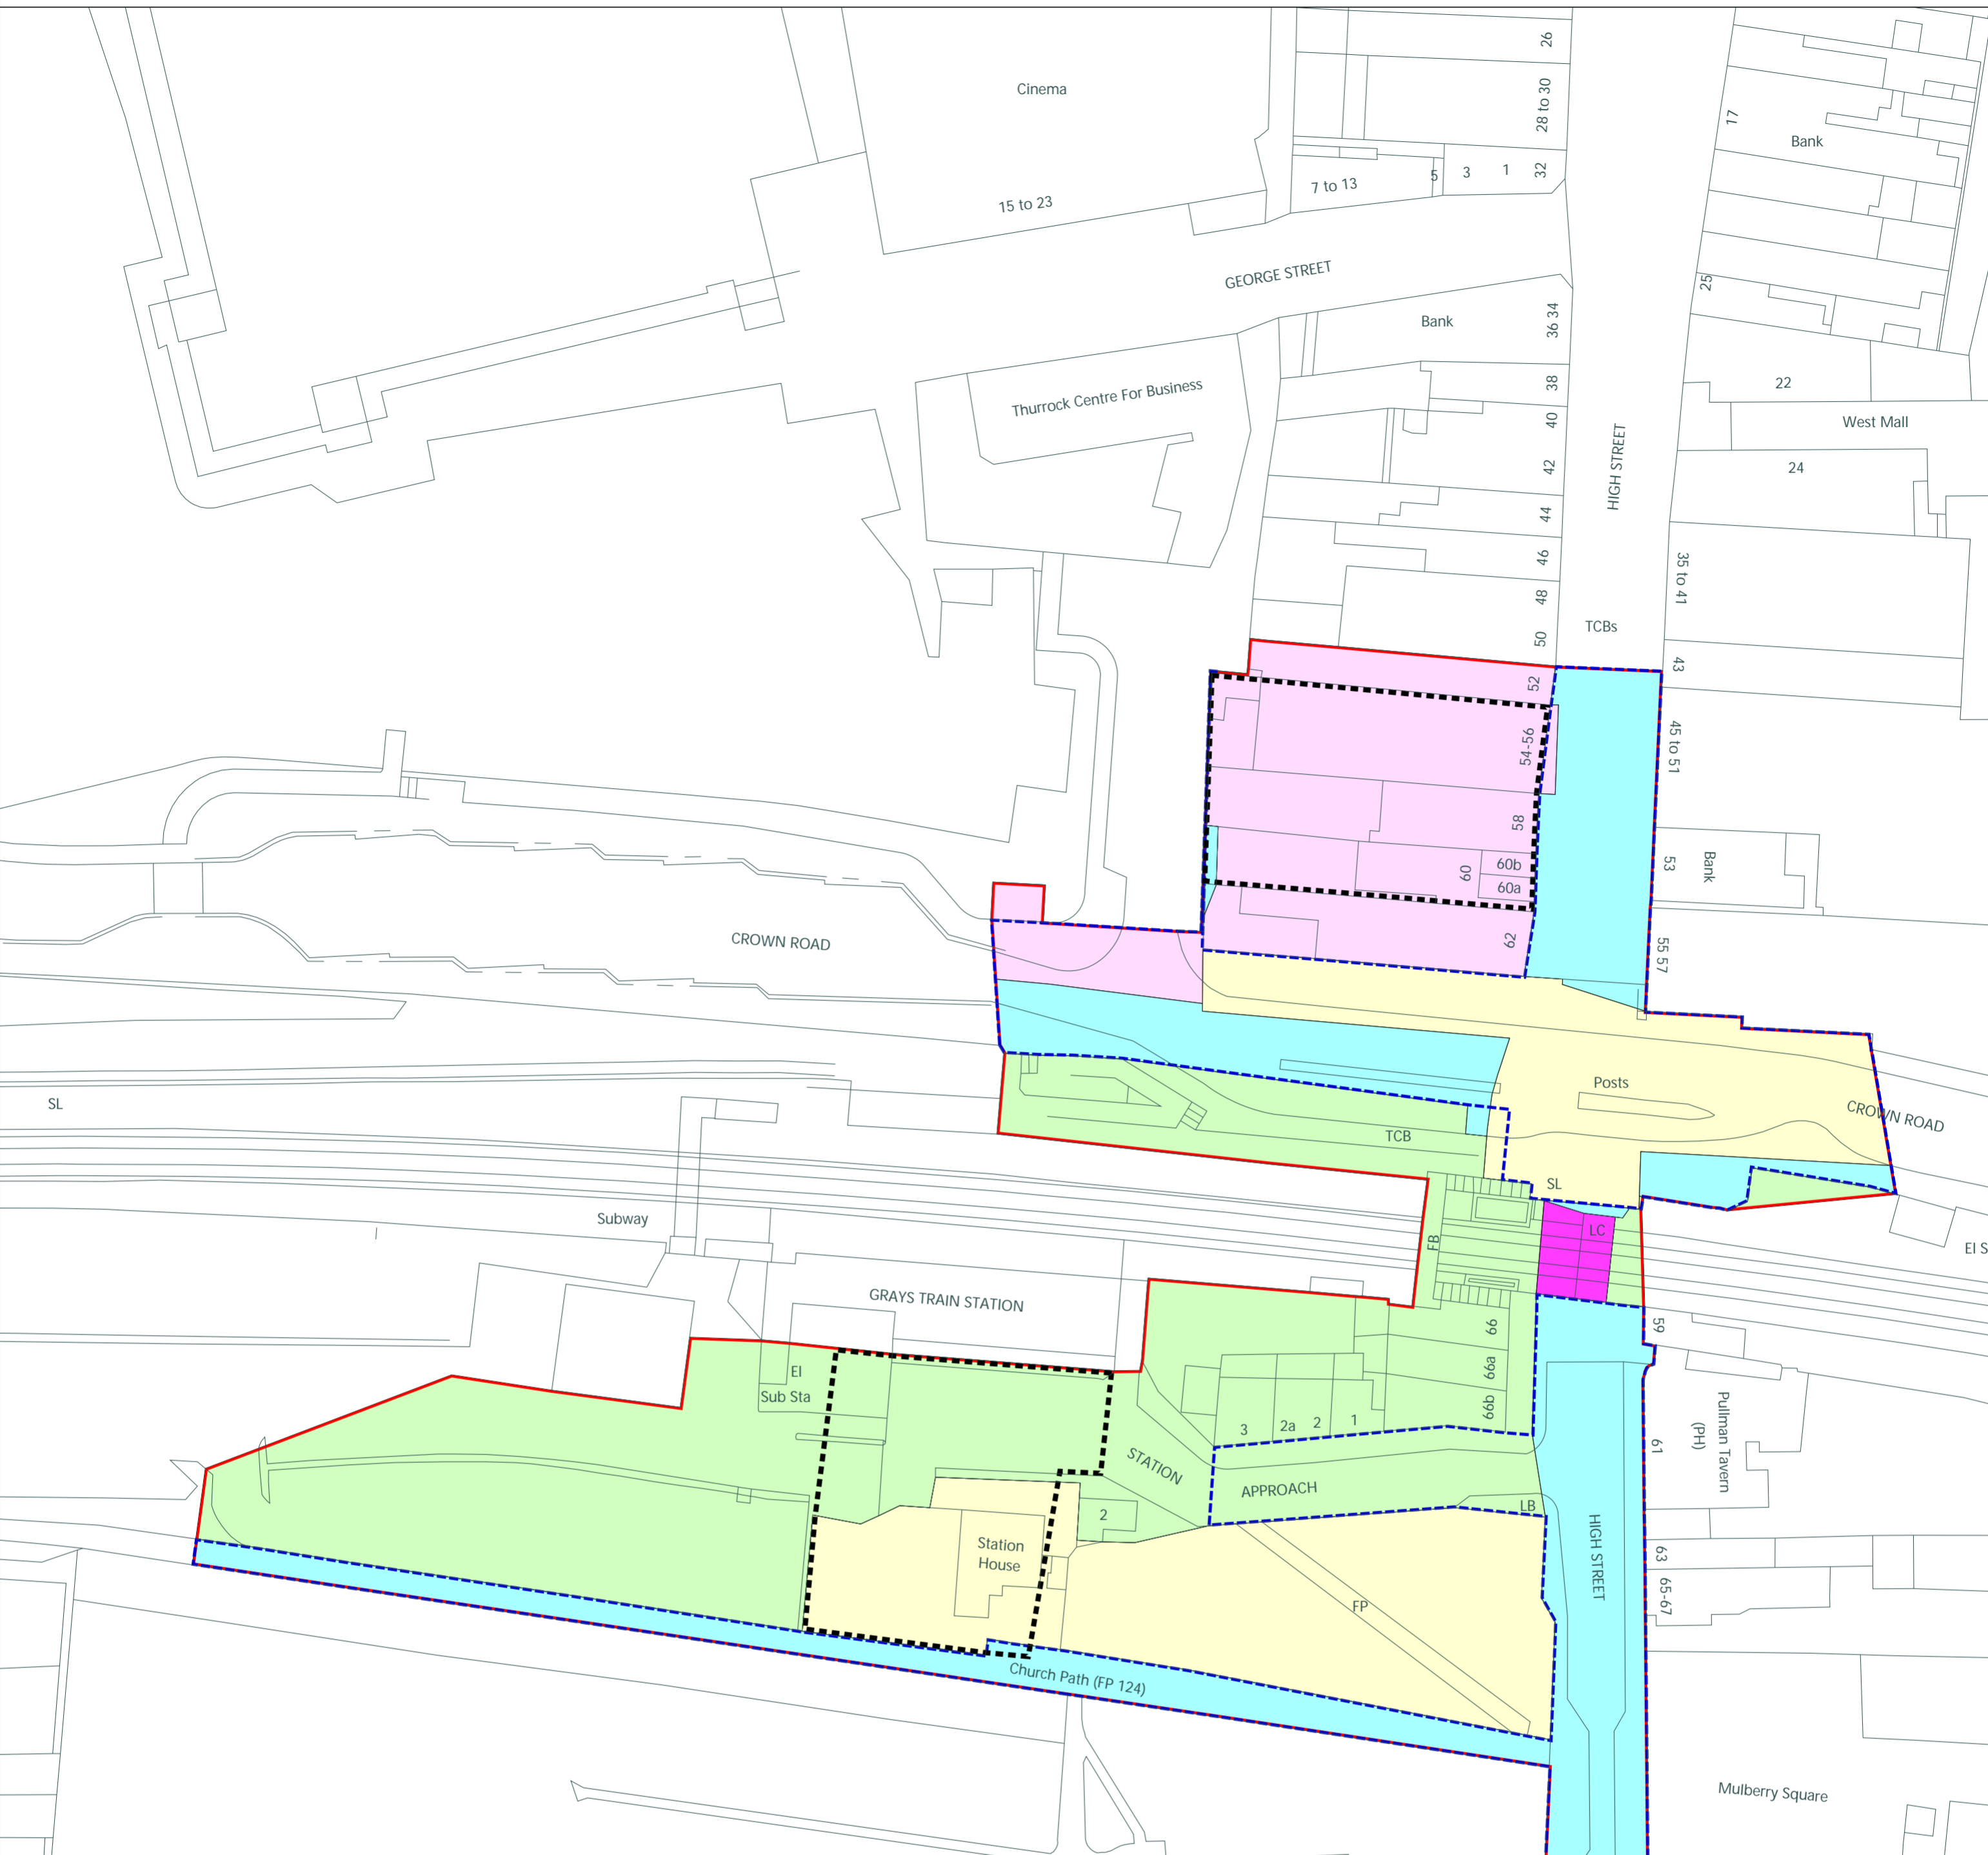 26
28 to 30
Cinema
17
Bank
7 to 13
5
3
1
32
15 to 23
GEORGE STREET
25
Bank
36 34
38
22
Thurrock Centre For Business
40
West Mall
HIGH STREET
42
24
44
46
35 to 41
48
TCBs
50
43
52
54-56
45 to 51
58
60
60b
60a
53
Bank
CROWN ROAD
62
55 57
Posts
SL
CROWN ROAD
TCB
SL
Subway
FB
LC
El S
GRAYS TRAIN STATION
66
59
El
Sub Sta
66a
66b
3
2a
2
1
Pullman Tavern
(PH)
61
STATION
APPROACH
LB
2
HIGH STREET
Station
House
63
65-67
FP
Church Path (FP 124)
Mulberry Square